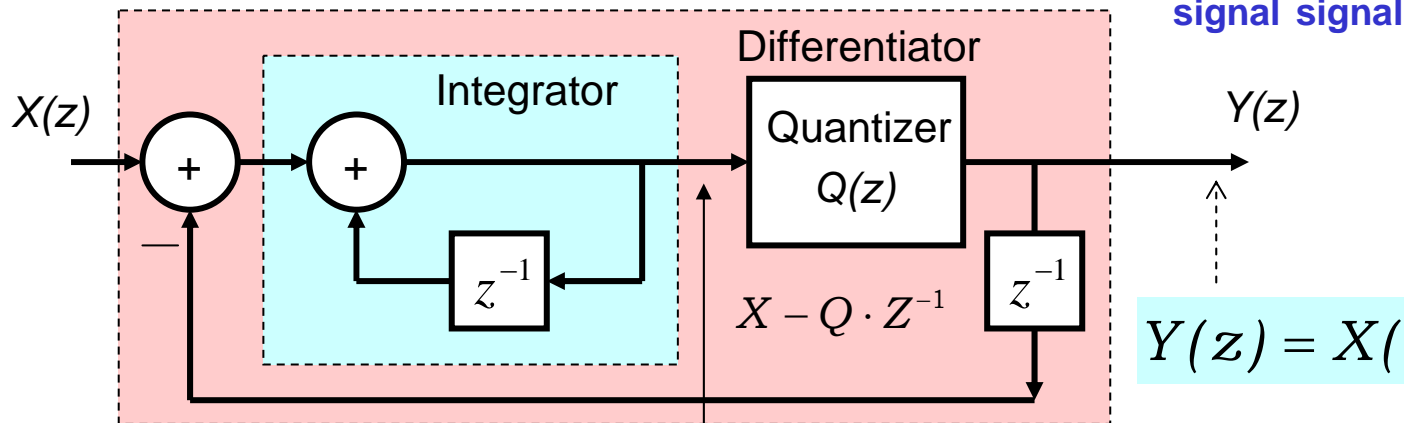 signal signal
Differentiator
Integrator
X(z)
Y(z)
Quantizer
Q(z)
+
+
—
z⁻¹
z⁻¹
X − Q · Z⁻¹
Y(z) = X(